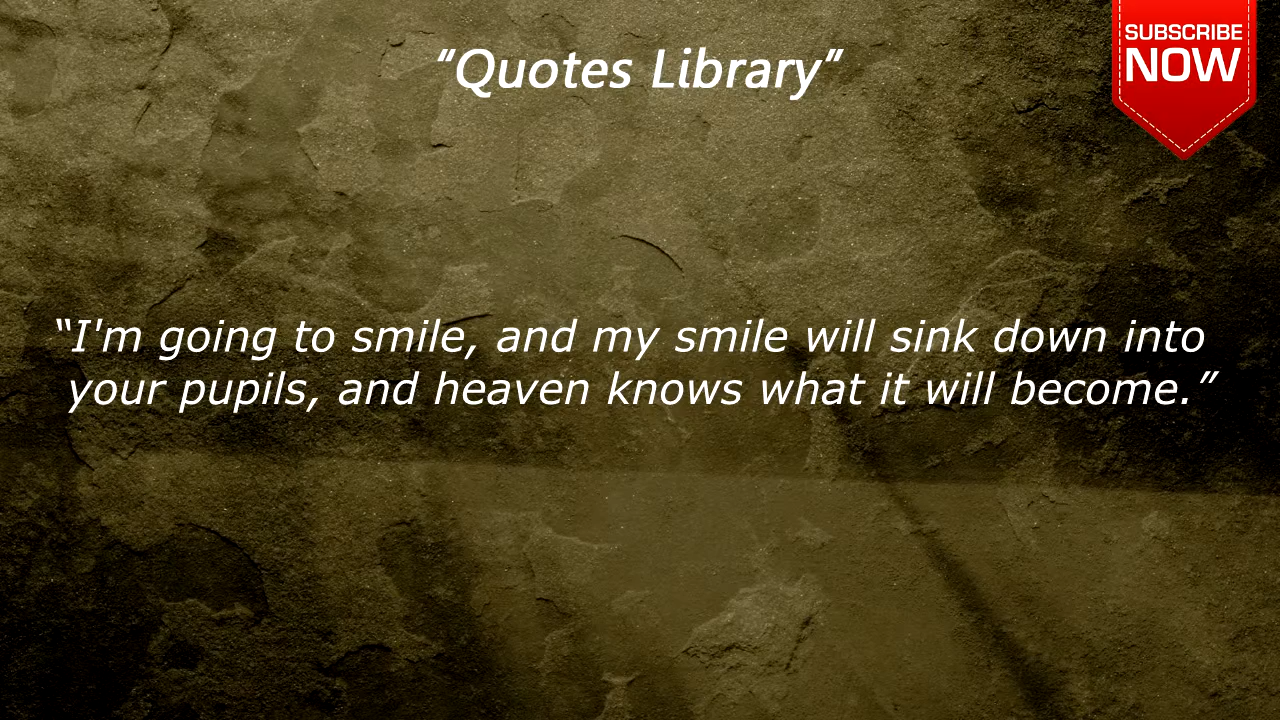 “Quotes Library”
SUBSCRIBE
NOW
“I'm going to smile, and my smile will sink down into
your pupils, and heaven knows what it will become.”